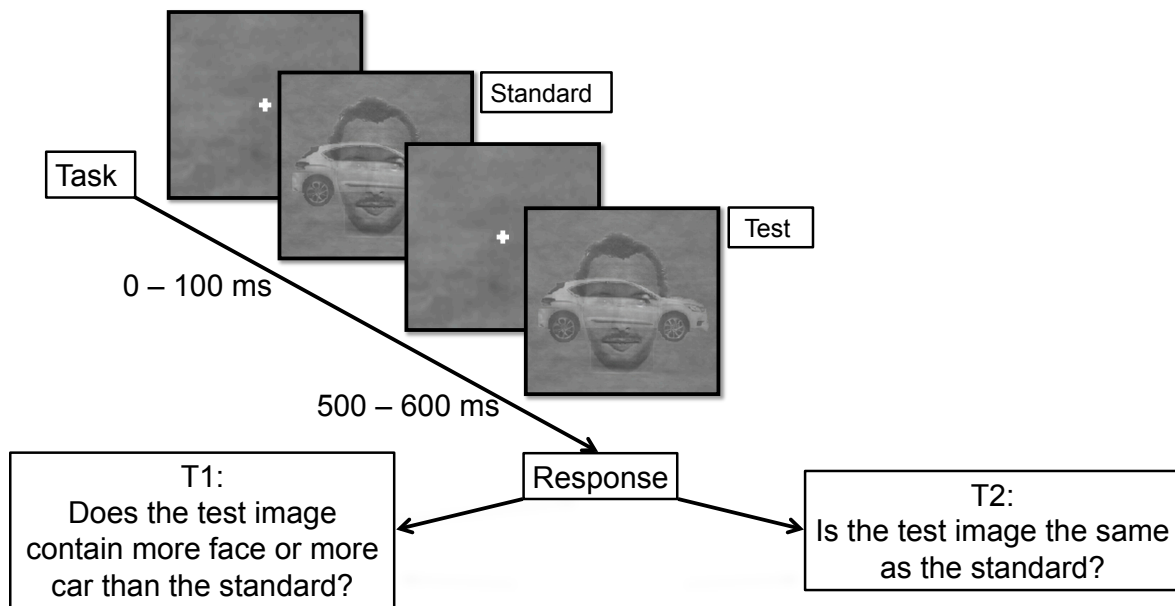 Standard
Task
Test
0 – 100 ms
500 – 600 ms
Response
T1:
Does the test image
contain more face or more
car than the standard?
T2:
Is the test image the same
as the standard?